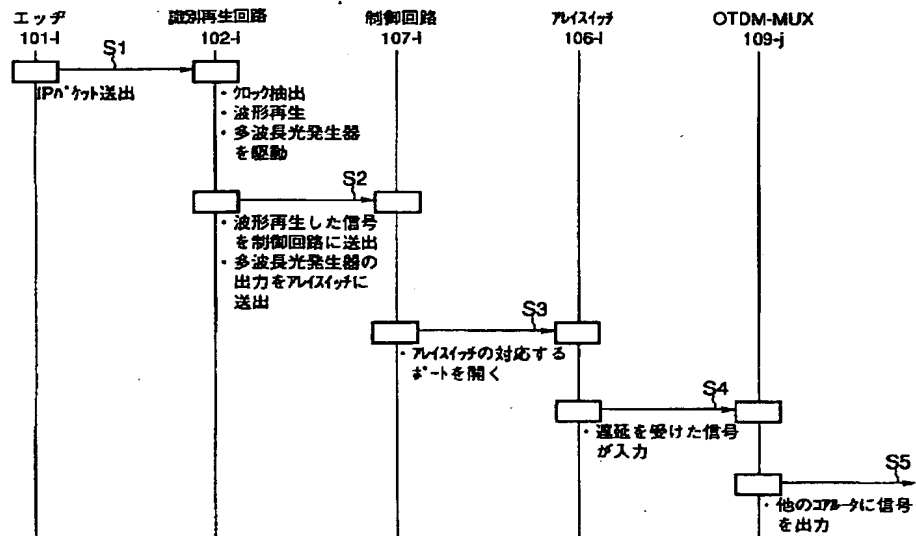 エッヂ
101-i
識別再生回路
102-i
制御回路
107-i
アレイスイッチ
106-i
OTDM-MUX
109-j
S1
IPパケット送出
・クロック抽出
・波形再生
・多波長光発生器
を駆動
S2
・波形再生した信号
を制御回路に送出
・多波長光発生器の
出力をアレイスイッチに
送出
S3
・アレイスイッチの対応する
ポートを開く
S4
・遅延を受けた信号
が入力
S5
・他のコアルータに信号
を出力